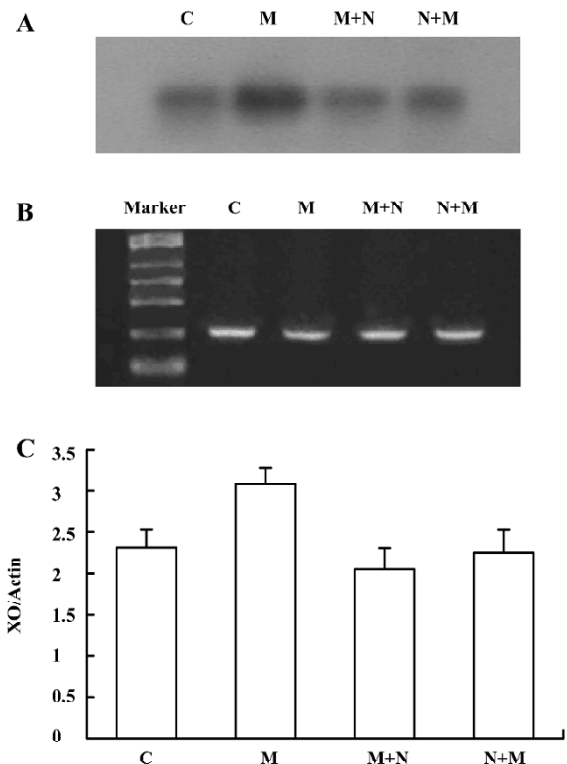 A
C M M+N N+M
B
Marker C M M+N N+M
C
3.5
3
2.5
2
1.5
1
0.5
0
XO/Actin
C M M+N N+M